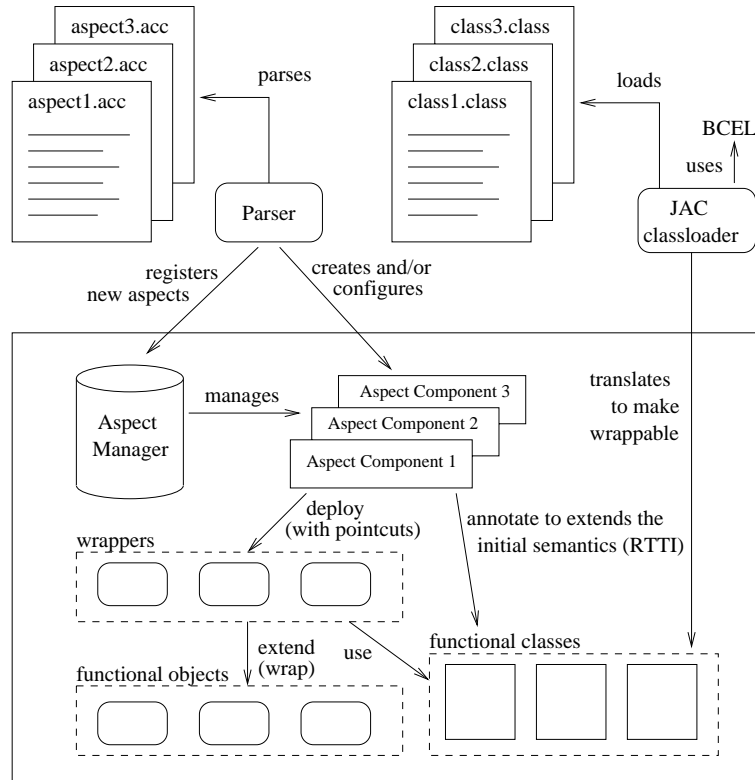 aspect3.acc
aspect2.acc
aspect1.acc
parses
Parser
class3.class
class2.class
class1.class
loads
BCEL
uses
JAC
classloader
registers
new aspects
creates and/or
configures
translates
to make
wrappable
Aspect
Manager
manages
Aspect Component 3
Aspect Component 2
Aspect Component 1
deploy
(with pointcuts)
annotate to extends the
initial semantics (RTTI)
wrappers
extend
(wrap)
use
functional classes
functional objects